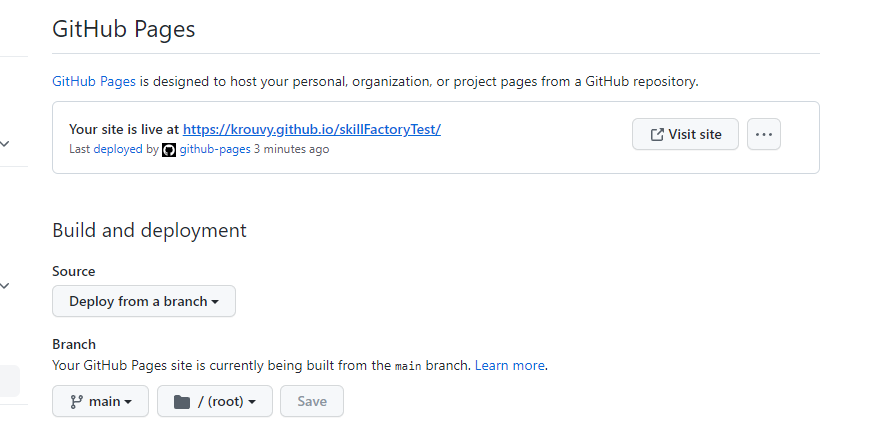 GitHub Pages
GitHub Pages is designed to host your personal, organization, or project pages from a GitHub repository.
Your site is live at https://krouvy.github.io/skillFactoryTest/
Last deployed by github-pages 3 minutes ago
Visit site
Build and deployment
Source
Deploy from a branch
Branch
Your GitHub Pages site is currently being built from the main branch. Learn more.
main
/ (root)
Save